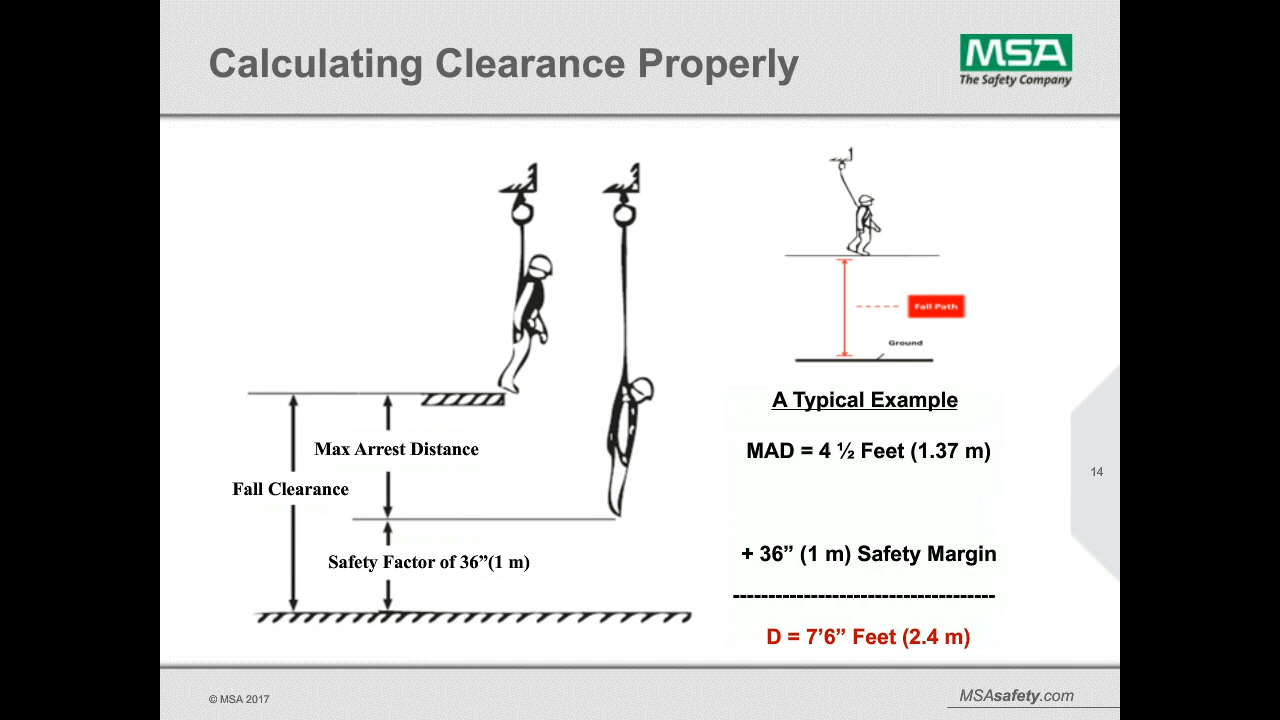 Calculating Clearance Properly
MSA
The Safety Company
Fall Path
Ground
Max Arrest Distance
Fall Clearance
Safety Factor of 36”(1 m)
A Typical Example
MAD = 4 ½ Feet (1.37 m)
+ 36” (1 m) Safety Margin
-------------------------------------
D = 7’6” Feet (2.4 m)
14
© MSA 2017
MSAsafety.com